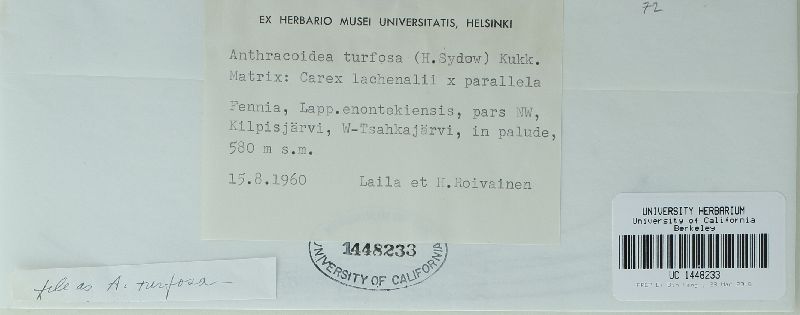 72
EX HERBARIO MUSEI UNIVERSITATIS, HELSINKI
Anthracoidea turfosa (H.Sydow) Kukk.
Matrix: Carex lachenalii x parallela
Fennia, Lapp.enontekiensis, pars NW,
Kilpisjärvi, W-Tsahkajärvi, in palude,
580 m s.m.
15.8.1960 Laila et H.Roivainen
UNIVERSITY HERBARIUM
University of California
Berkeley
UC 1448233
1448233
UNIVERSITY OF CALIFORNIA
file as A. turfosa —